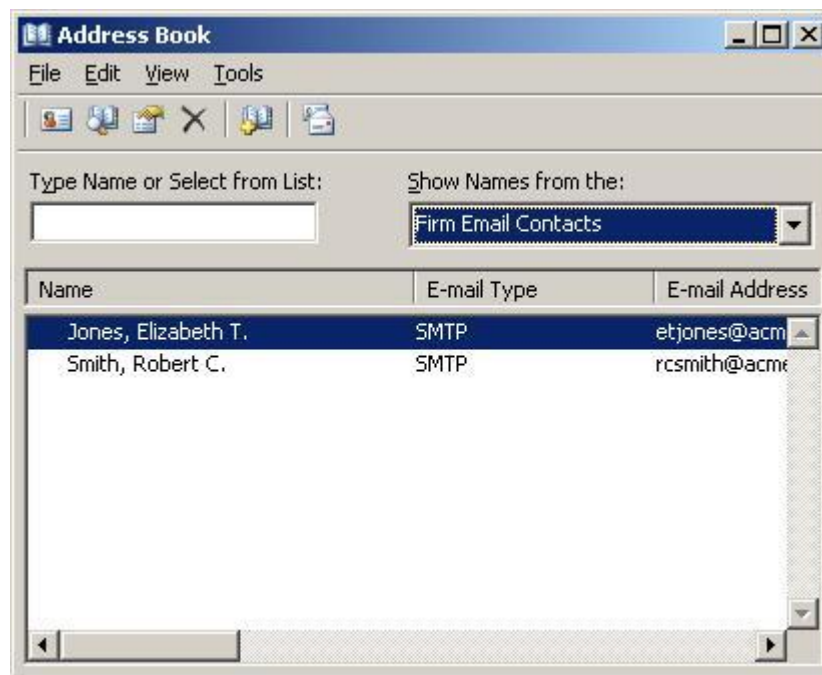 Address Book
File Edit View Tools
Type Name or Select from List: Show Names from the:
Firm Email Contacts
Name E-mail Type E-mail Address
Jones, Elizabeth T. SMTP etjones@acm
Smith, Robert C. SMTP rcsmith@acme